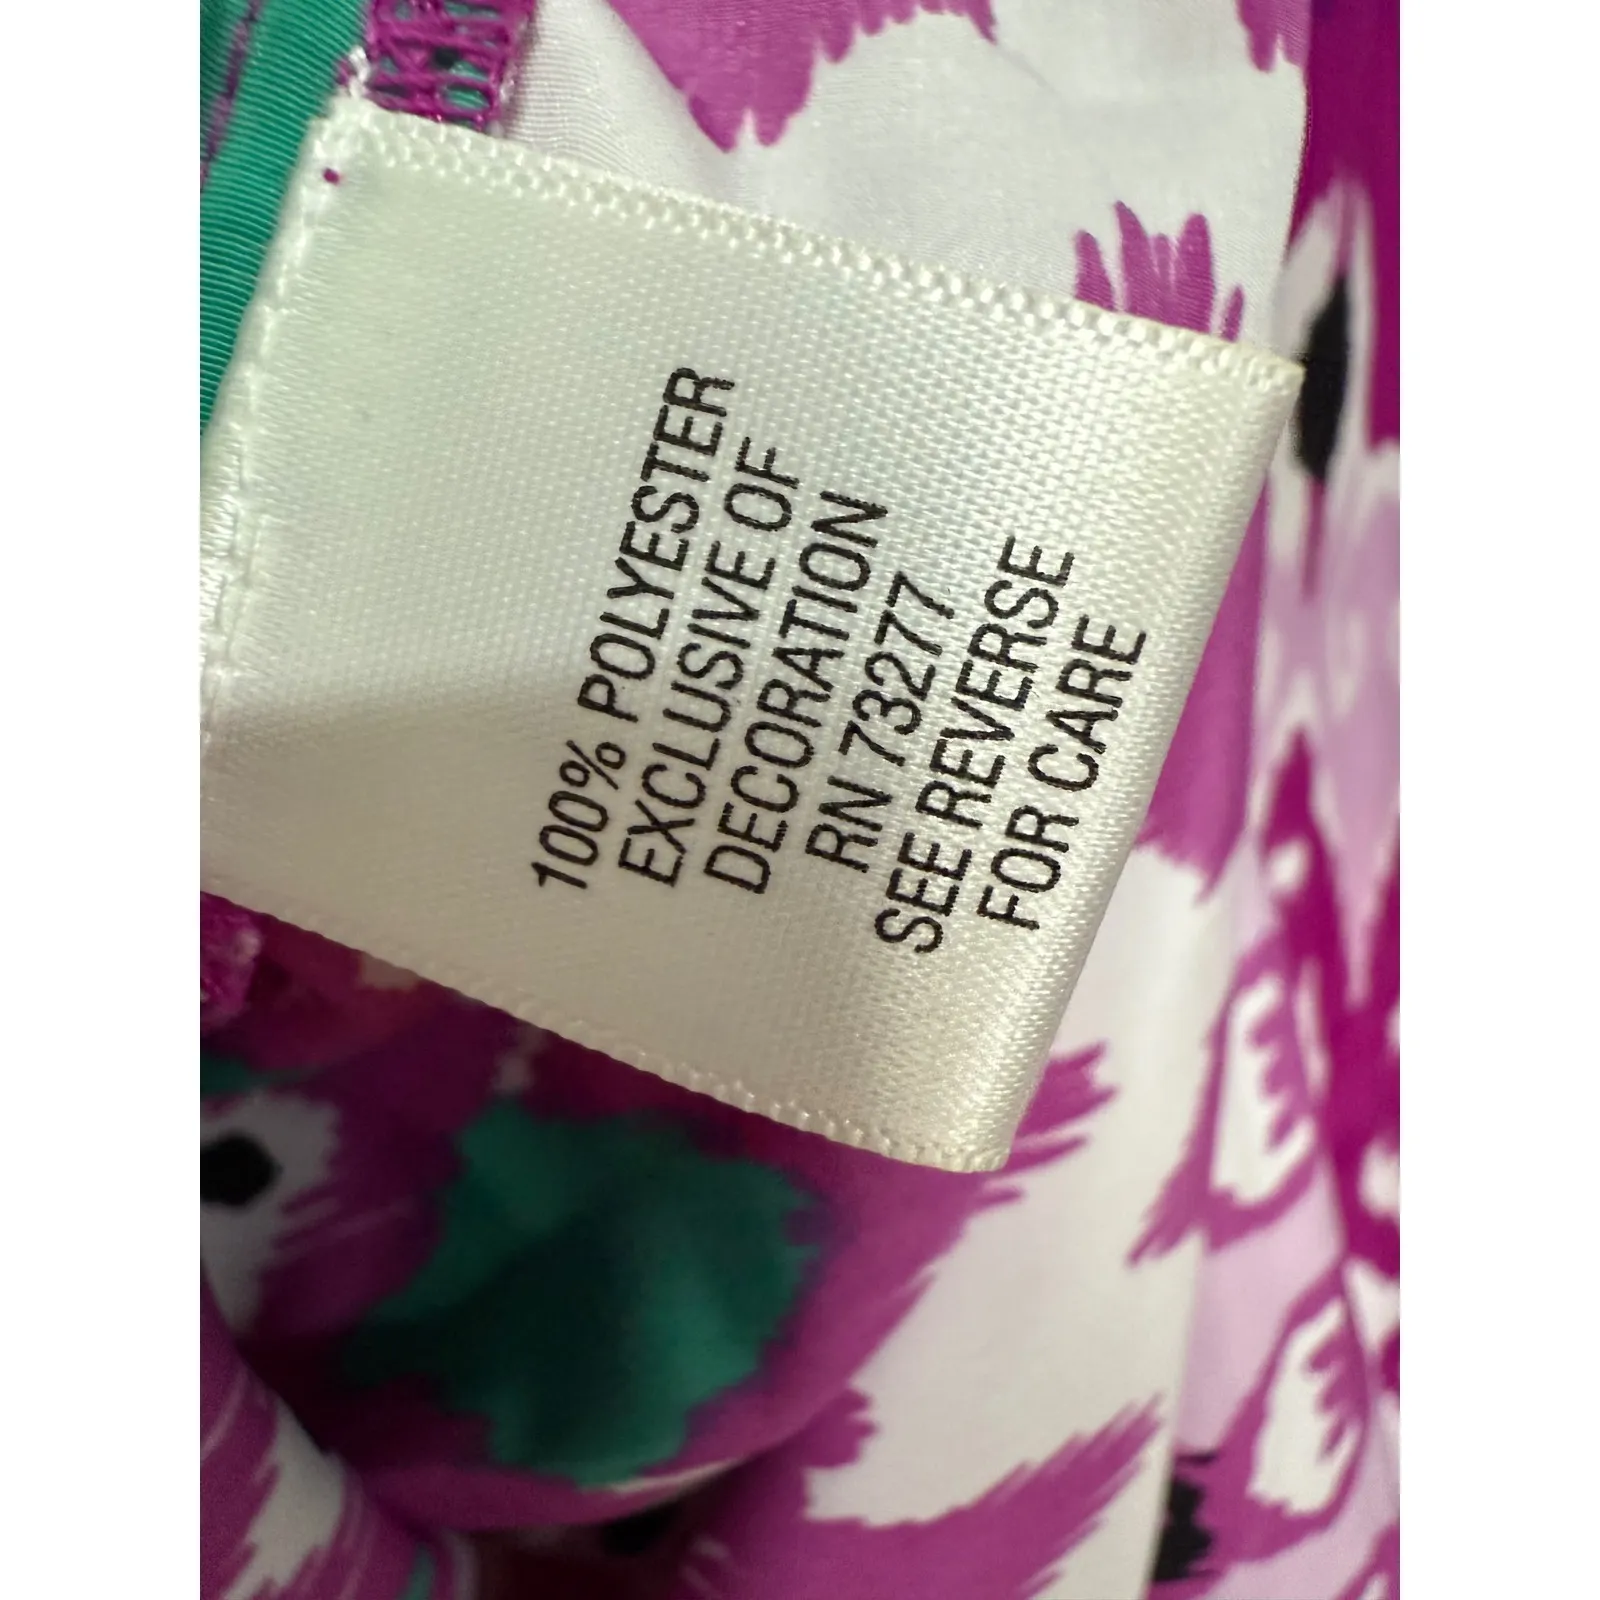 100% POLYESTER
EXCLUSIVE OF
DECORATION
RN 73277
SEE REVERSE
FOR CARE